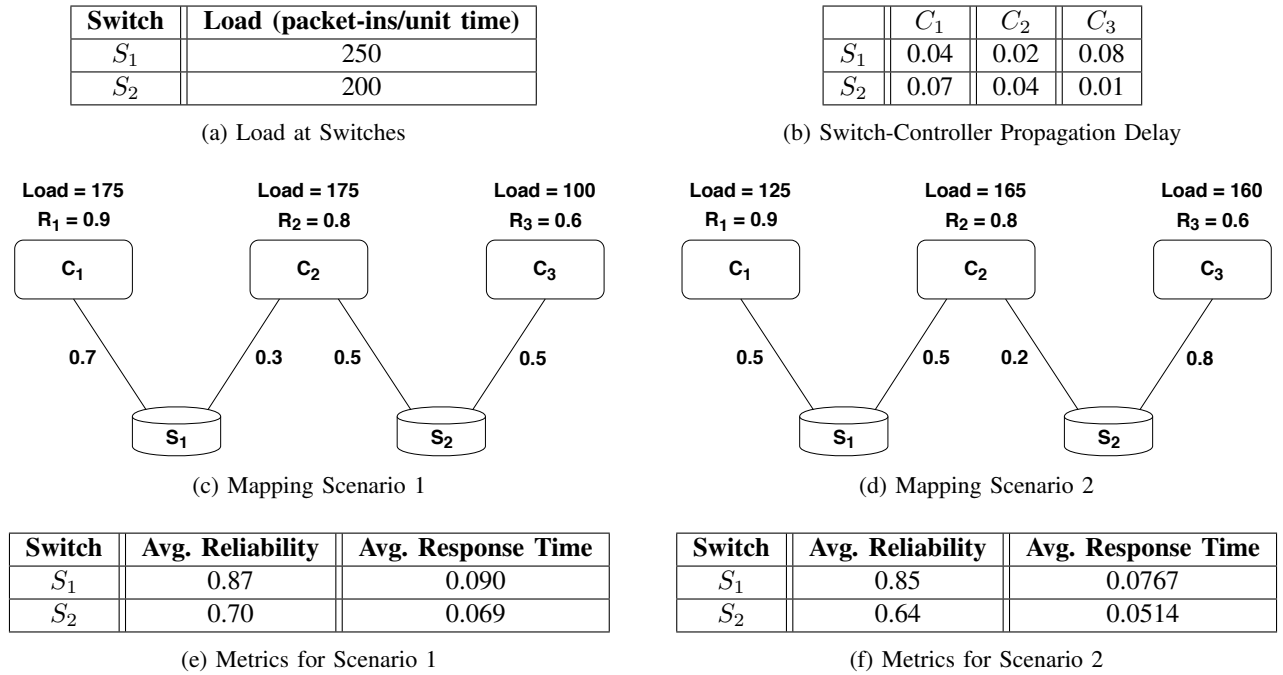 Switch Load (packet-ins/unit time)
S1 250
S2 200
(a) Load at Switches
C1 C2 C3
S1 0.04 0.02 0.08
S2 0.07 0.04 0.01
(b) Switch-Controller Propagation Delay
Load = 175 Load = 175 Load = 100
R1 = 0.9 R2 = 0.8 R3 = 0.6
C1 C2 C3
0.7 0.3 0.5 0.5
S1 S2
(c) Mapping Scenario 1
Load = 125 Load = 165 Load = 160
R1 = 0.9 R2 = 0.8 R3 = 0.6
C1 C2 C3
0.5 0.5 0.2 0.8
S1 S2
(d) Mapping Scenario 2
Switch Avg. Reliability Avg. Response Time
S1 0.87 0.090
S2 0.70 0.069
(e) Metrics for Scenario 1
Switch Avg. Reliability Avg. Response Time
S1 0.85 0.0767
S2 0.64 0.0514
(f) Metrics for Scenario 2